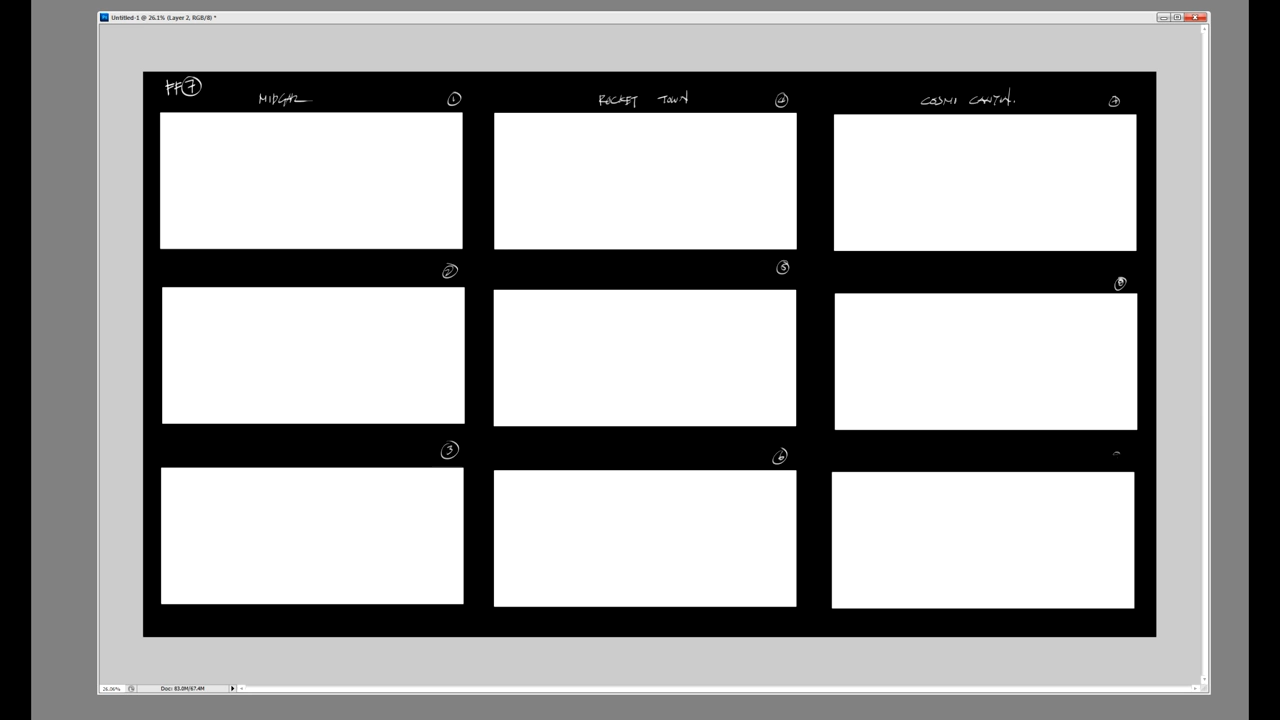 Untitled-1 @ 26.1% (Layer 2, RGB/8) *
FF7
MIDGAR 1
ROCKET TOWN 4
COSMI CANYON. 7
2
5
8
3
6
26.06% Doc: 83.0M/67.4M